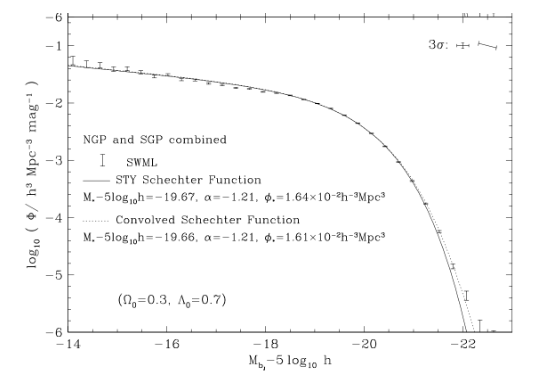 −6
−1
3σ:
−2
NGP and SGP combined
SWML
−3
STY Schechter Function
M*−5log₁₀h=−19.67, α=−1.21, ϕ*=1.64×10⁻²h⁻³Mpc³
−4
Convolved Schechter Function
M*−5log₁₀h=−19.66, α=−1.21, ϕ*=1.61×10⁻²h⁻³Mpc³
−5
(Ω₀=0.3, Λ₀=0.7)
−6
log₁₀ ( Φ/ h³ Mpc⁻³ mag⁻¹ )
−14 −16 −18 −20 −22
M_bJ−5 log₁₀ h